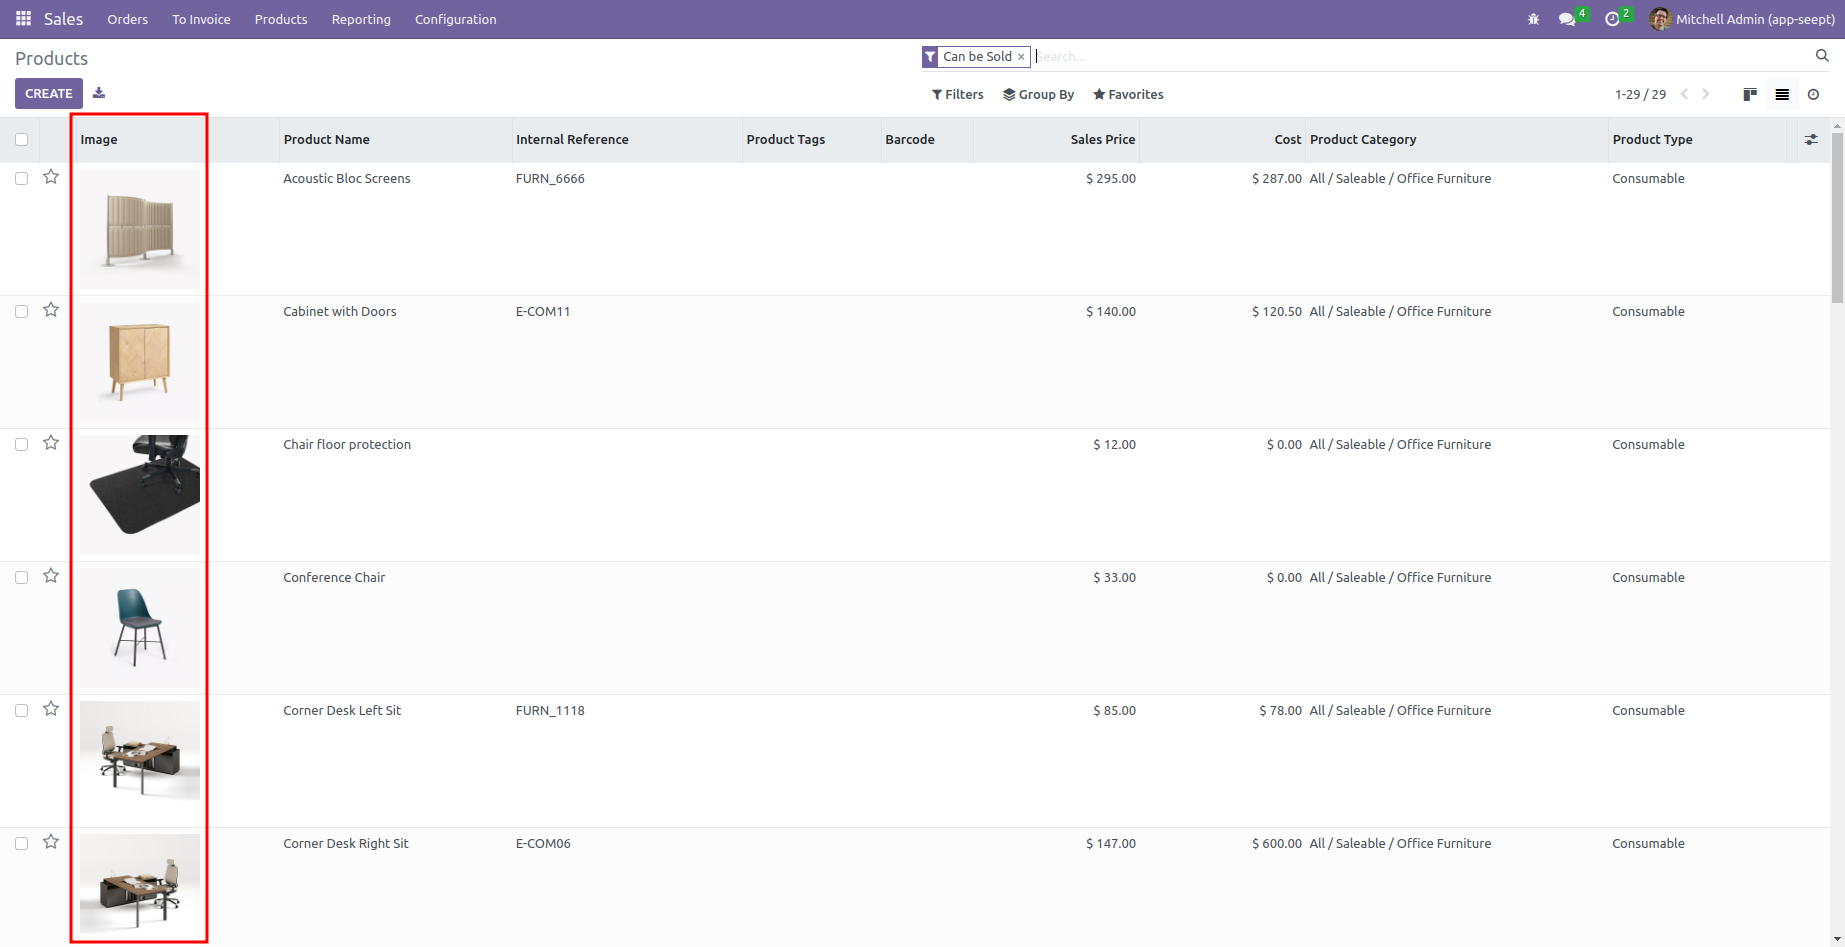 Sales Orders To Invoice Products Reporting Configuration 4 2 Mitchell Admin (app-seept)
Products Can be Sold × Search...
CREATE Filters Group By Favorites 1-29 / 29
Image Product Name Internal Reference Product Tags Barcode Sales Price Cost Product Category Product Type
Acoustic Bloc Screens FURN_6666 $ 295.00 $ 287.00 All / Saleable / Office Furniture Consumable
Cabinet with Doors E-COM11 $ 140.00 $ 120.50 All / Saleable / Office Furniture Consumable
Chair floor protection $ 12.00 $ 0.00 All / Saleable / Office Furniture Consumable
Conference Chair $ 33.00 $ 0.00 All / Saleable / Office Furniture Consumable
Corner Desk Left Sit FURN_1118 $ 85.00 $ 78.00 All / Saleable / Office Furniture Consumable
Corner Desk Right Sit E-COM06 $ 147.00 $ 600.00 All / Saleable / Office Furniture Consumable